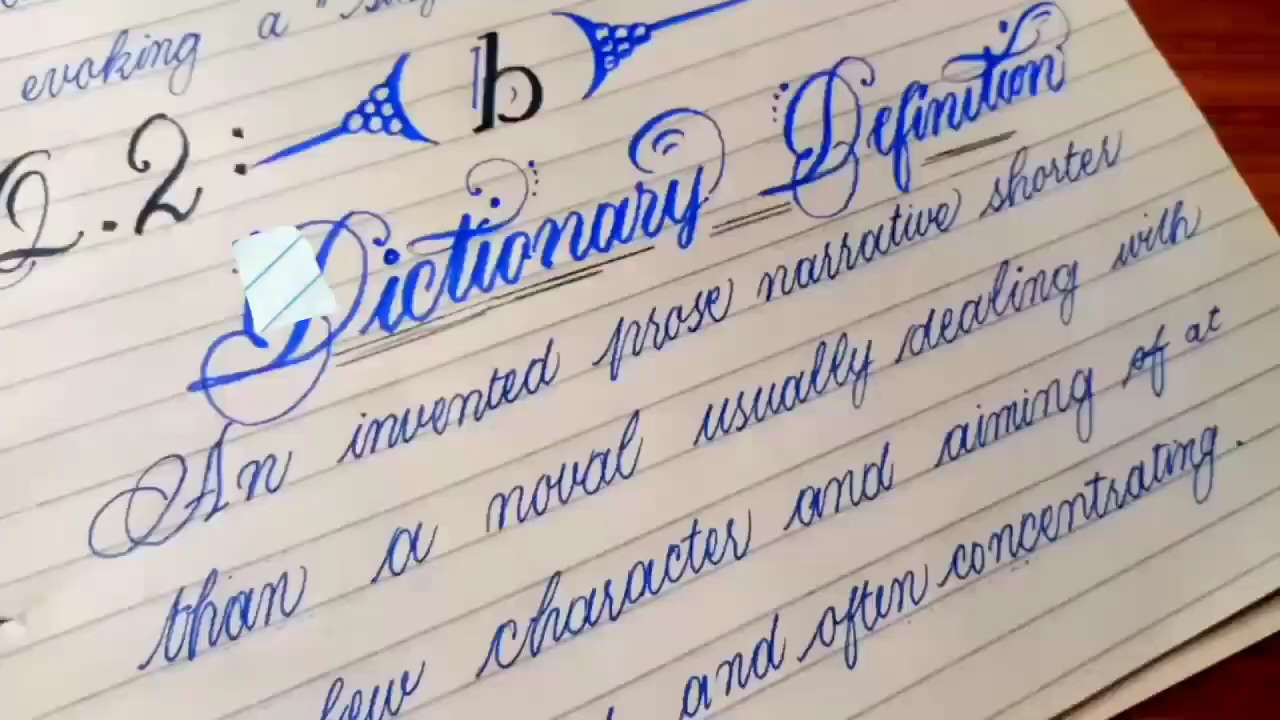 evoking a
Q.2: b
Dictionary Definition
An invented prose narrative shorter
than a noval usually dealing with
few character and aiming of at
and often concentrating.